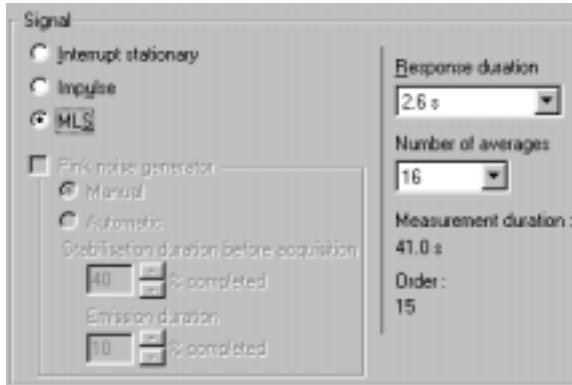 Signal
Interrupt stationary
Impulse
MLS
Pink noise generator
Manual
Automatic
Stabilisation duration before acquisition
40 % completed
Emission duration
10 % completed
Response duration
2.6 s
Number of averages
16
Measurement duration :
41.0 s
Order :
15